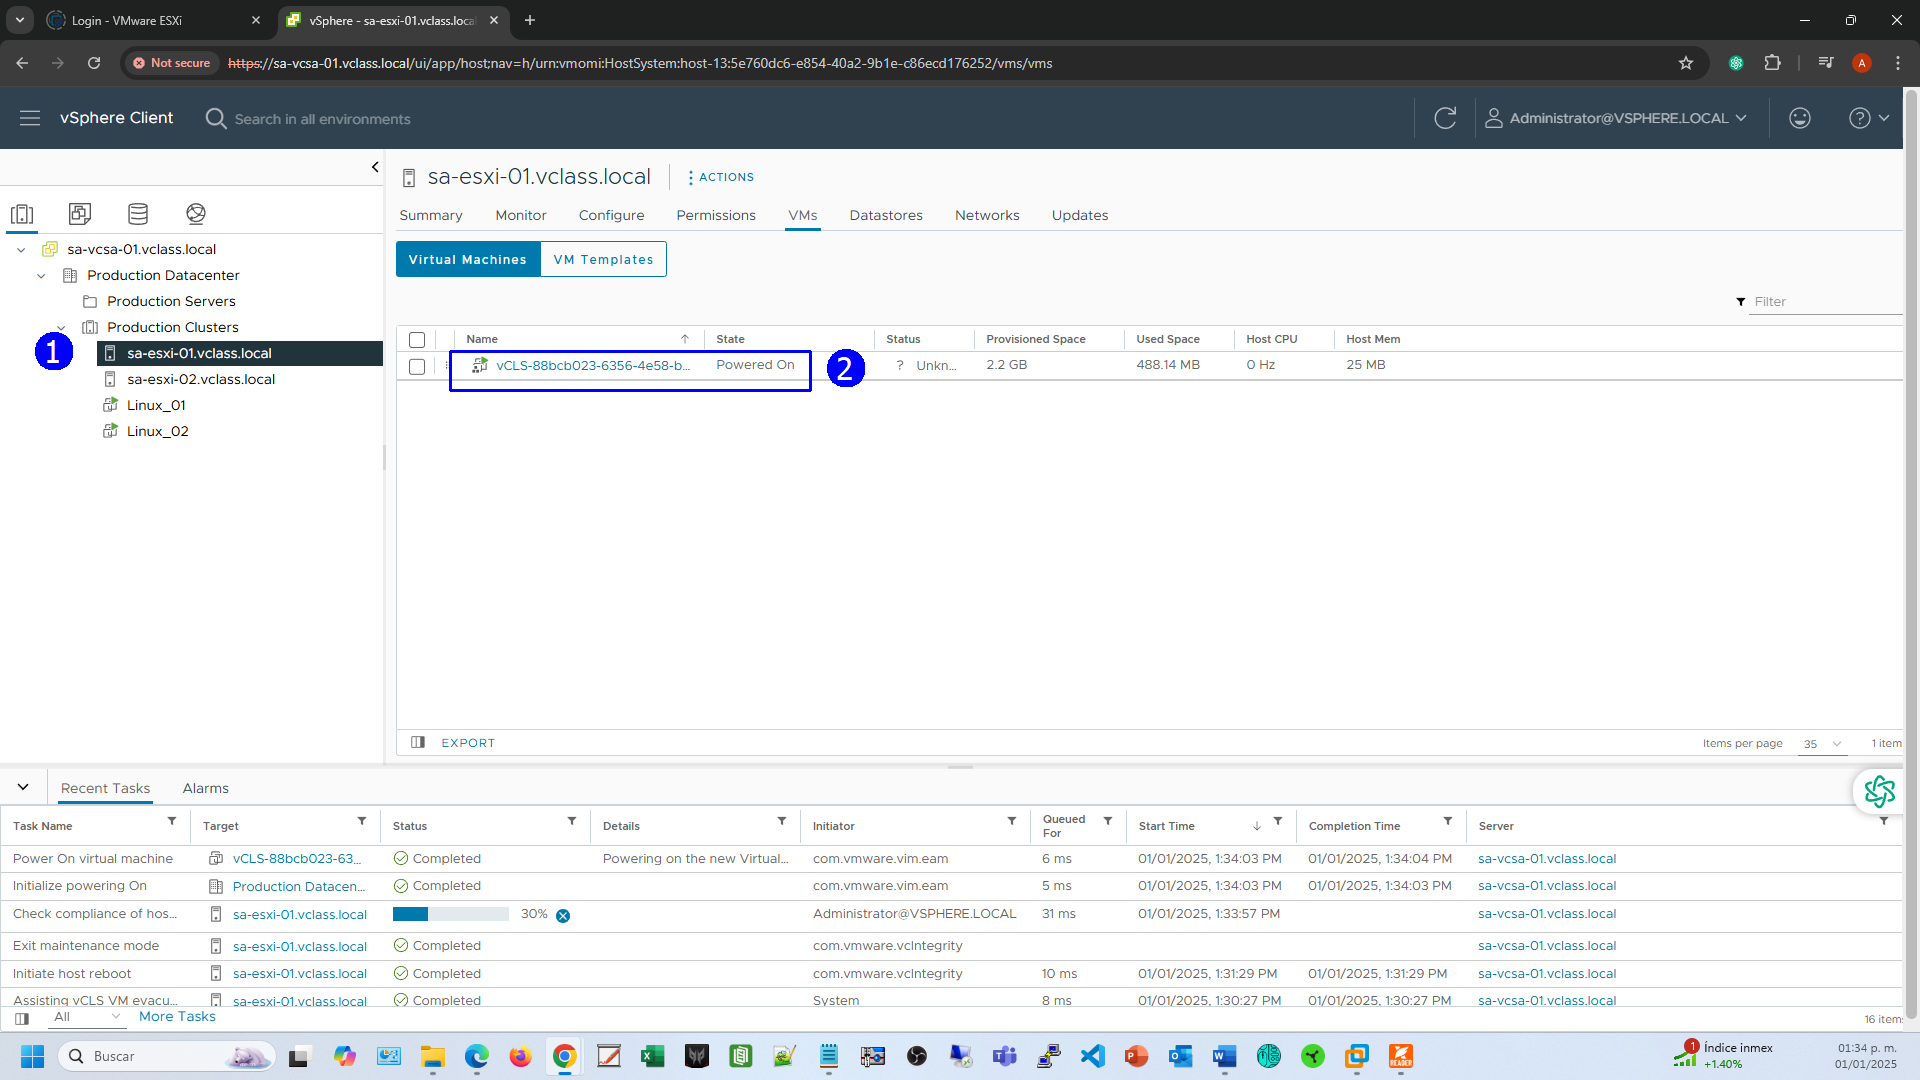 Login - VMware ESXi
vSphere - sa-esxi-01.vclass.loca
Not secure
https://sa-vcsa-01.vclass.local/ui/app/host;nav=h/urn:vmomi:HostSystem:host-13:5e760dc6-e854-40a2-9b1e-c86ecd176252/vms/vms
A
vSphere Client
Search in all environments
Administrator@VSPHERE.LOCAL
sa-esxi-01.vclass.local
ACTIONS
Summary Monitor Configure Permissions VMs Datastores Networks Updates
sa-vcsa-01.vclass.local
Production Datacenter
Production Servers
Production Clusters
1
sa-esxi-01.vclass.local
sa-esxi-02.vclass.local
Linux_01
Linux_02
Virtual Machines VM Templates
Filter
Name State Status Provisioned Space Used Space Host CPU Host Mem
vCLS-88bcb023-6356-4e58-b... Powered On 2 ? Unkn... 2.2 GB 488.14 MB 0 Hz 25 MB
EXPORT
Items per page 35 1 item
Recent Tasks Alarms
Task Name Target Status Details Initiator Queued For Start Time Completion Time Server
Power On virtual machine vCLS-88bcb023-63... Completed Powering on the new Virtual... com.vmware.vim.eam 6 ms 01/01/2025, 1:34:03 PM 01/01/2025, 1:34:04 PM sa-vcsa-01.vclass.local
Initialize powering On Production Datacen... Completed com.vmware.vim.eam 5 ms 01/01/2025, 1:34:03 PM 01/01/2025, 1:34:03 PM sa-vcsa-01.vclass.local
Check compliance of hos... sa-esxi-01.vclass.local 30% Administrator@VSPHERE.LOCAL 31 ms 01/01/2025, 1:33:57 PM sa-vcsa-01.vclass.local
Exit maintenance mode sa-esxi-01.vclass.local Completed com.vmware.vcIntegrity sa-vcsa-01.vclass.local
Initiate host reboot sa-esxi-01.vclass.local Completed com.vmware.vcIntegrity 10 ms 01/01/2025, 1:31:29 PM 01/01/2025, 1:31:29 PM sa-vcsa-01.vclass.local
Assisting vCLS VM evacu... sa-esxi-01.vclass.local Completed System 8 ms 01/01/2025, 1:30:27 PM 01/01/2025, 1:30:27 PM sa-vcsa-01.vclass.local
All More Tasks
16 items
Buscar
READER
1
Índice inmex
+1.40%
01:34 p. m.
01/01/2025